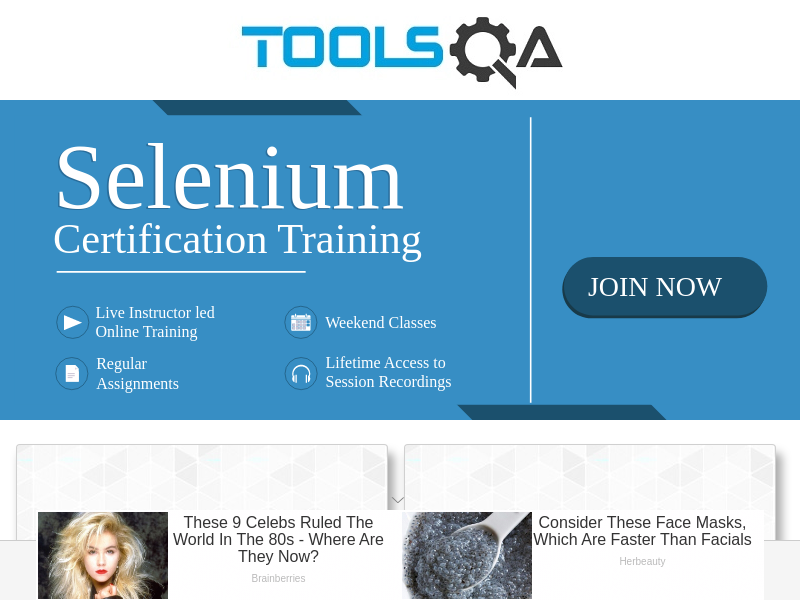 TOOLSQA
Selenium
Certification Training
JOIN NOW
Live Instructor led
Online Training
Weekend Classes
Regular
Assignments
Lifetime Access to
Session Recordings
These 9 Celebs Ruled The
World In The 80s - Where Are
They Now?
Brainberries
Consider These Face Masks,
Which Are Faster Than Facials
Herbeauty